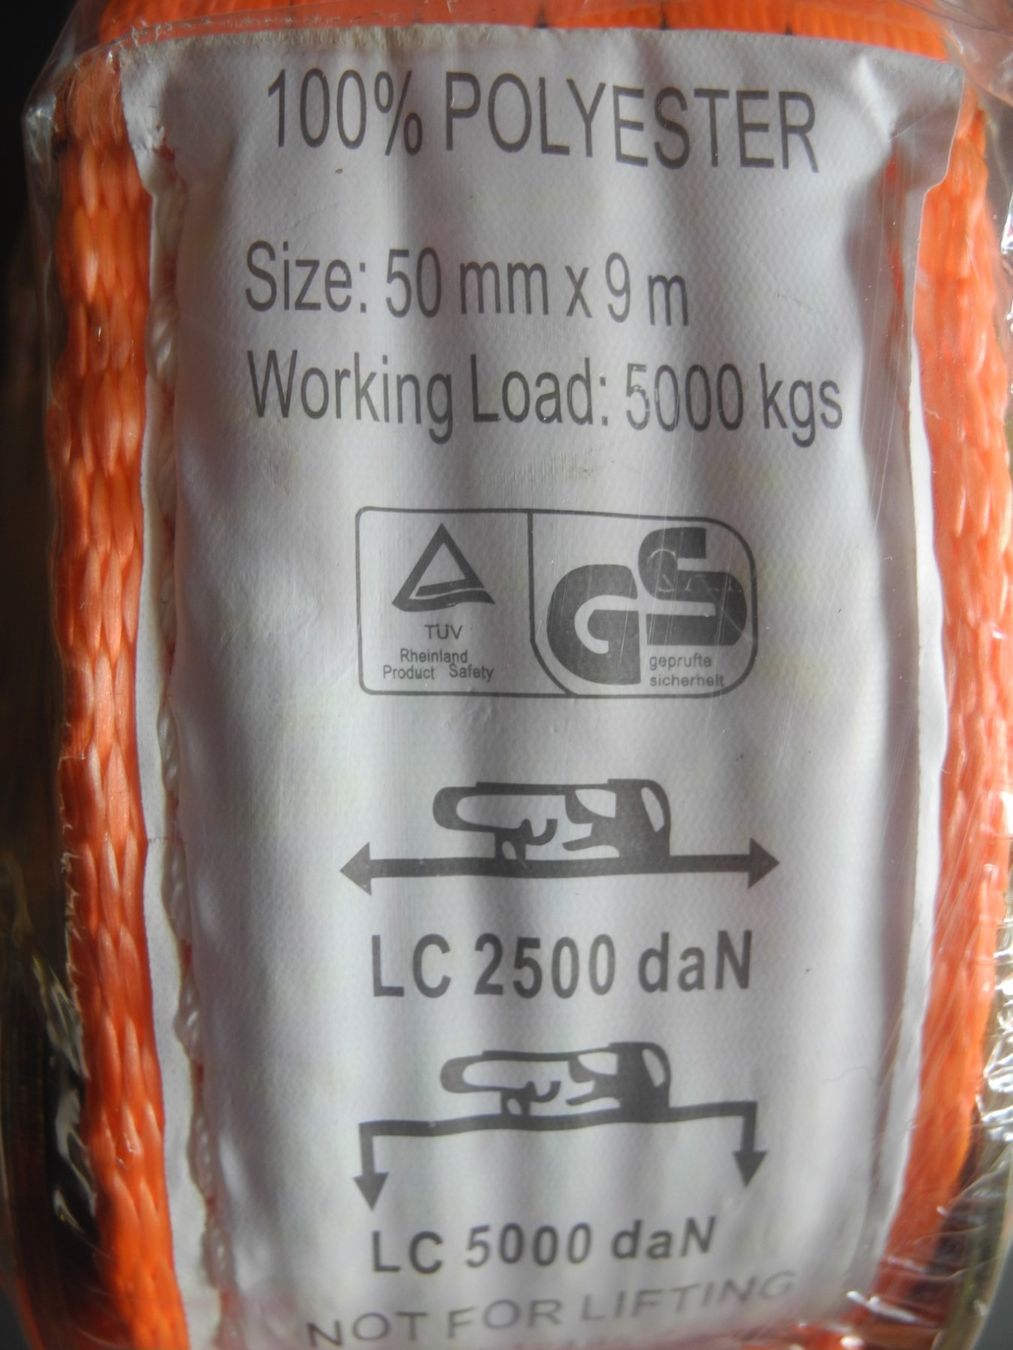 100% POLYESTER
Size: 50 mm x 9 m
Working Load: 5000 kgs
TÜV
Rheinland
Product Safety
GS
geprufte
sicherheit
LC 2500 daN
LC 5000 daN
NOT FOR LIFTING